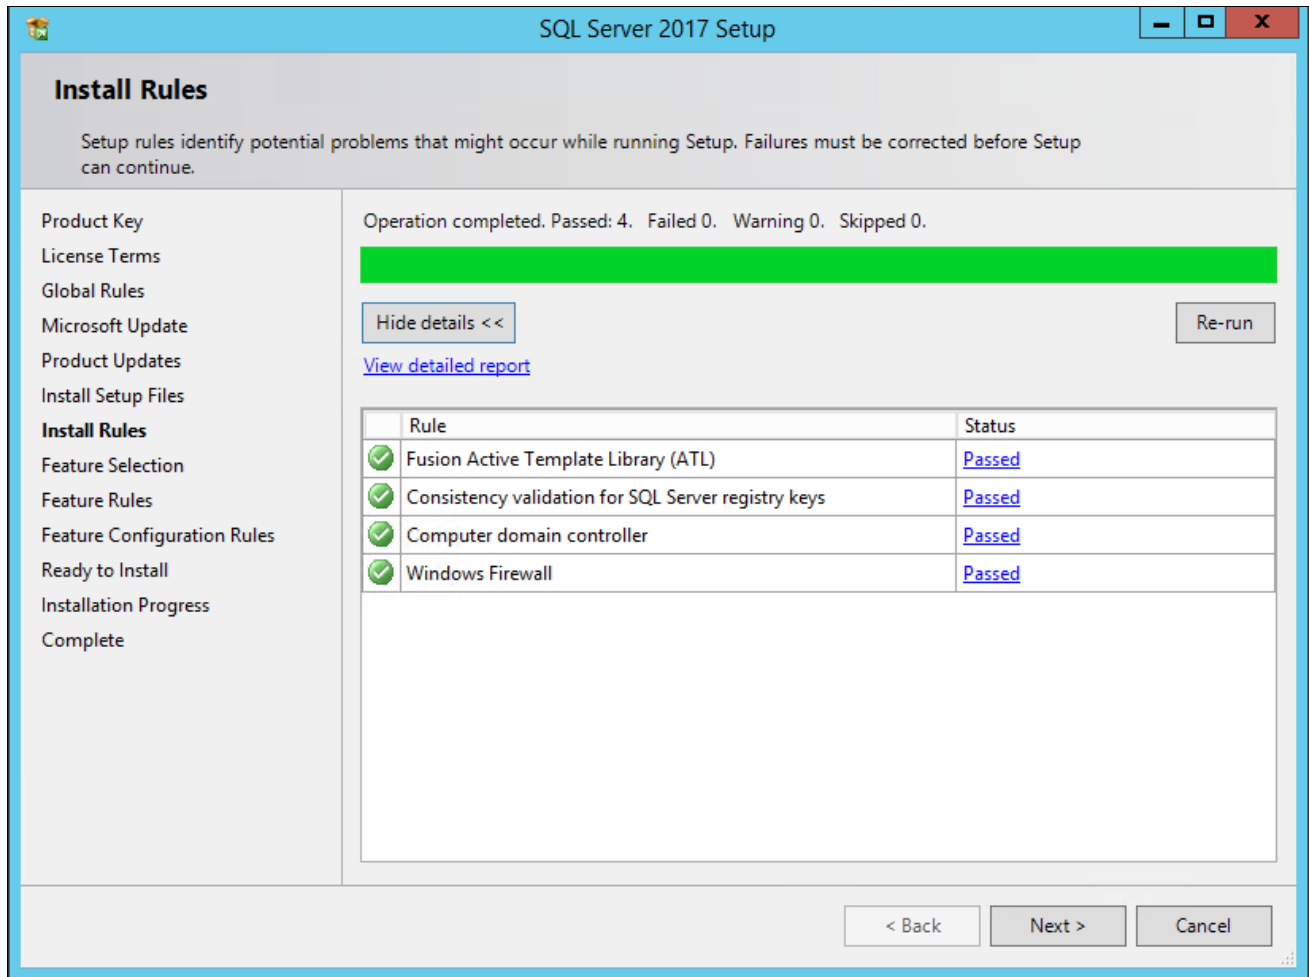 SQL Server 2017 Setup
Install Rules
Setup rules identify potential problems that might occur while running Setup. Failures must be corrected before Setup
can continue.
Product Key
License Terms
Global Rules
Microsoft Update
Product Updates
Install Setup Files
Install Rules
Feature Selection
Feature Rules
Feature Configuration Rules
Ready to Install
Installation Progress
Complete
Operation completed. Passed: 4.   Failed 0.   Warning 0.   Skipped 0.
Hide details <<
Re-run
View detailed report
Rule Status
Fusion Active Template Library (ATL) Passed
Consistency validation for SQL Server registry keys Passed
Computer domain controller Passed
Windows Firewall Passed
< Back Next > Cancel